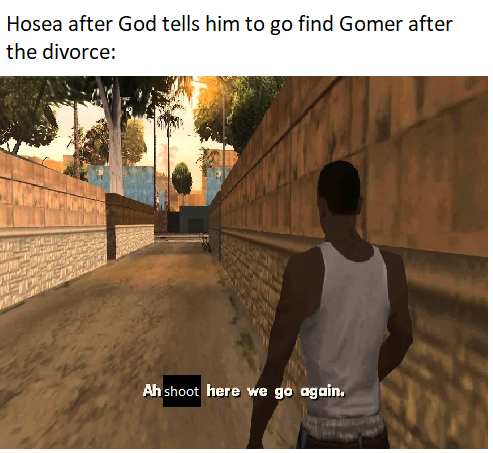 Hosea after God tells him to go find Gomer after
the divorce:
Ah shoot here we go again.